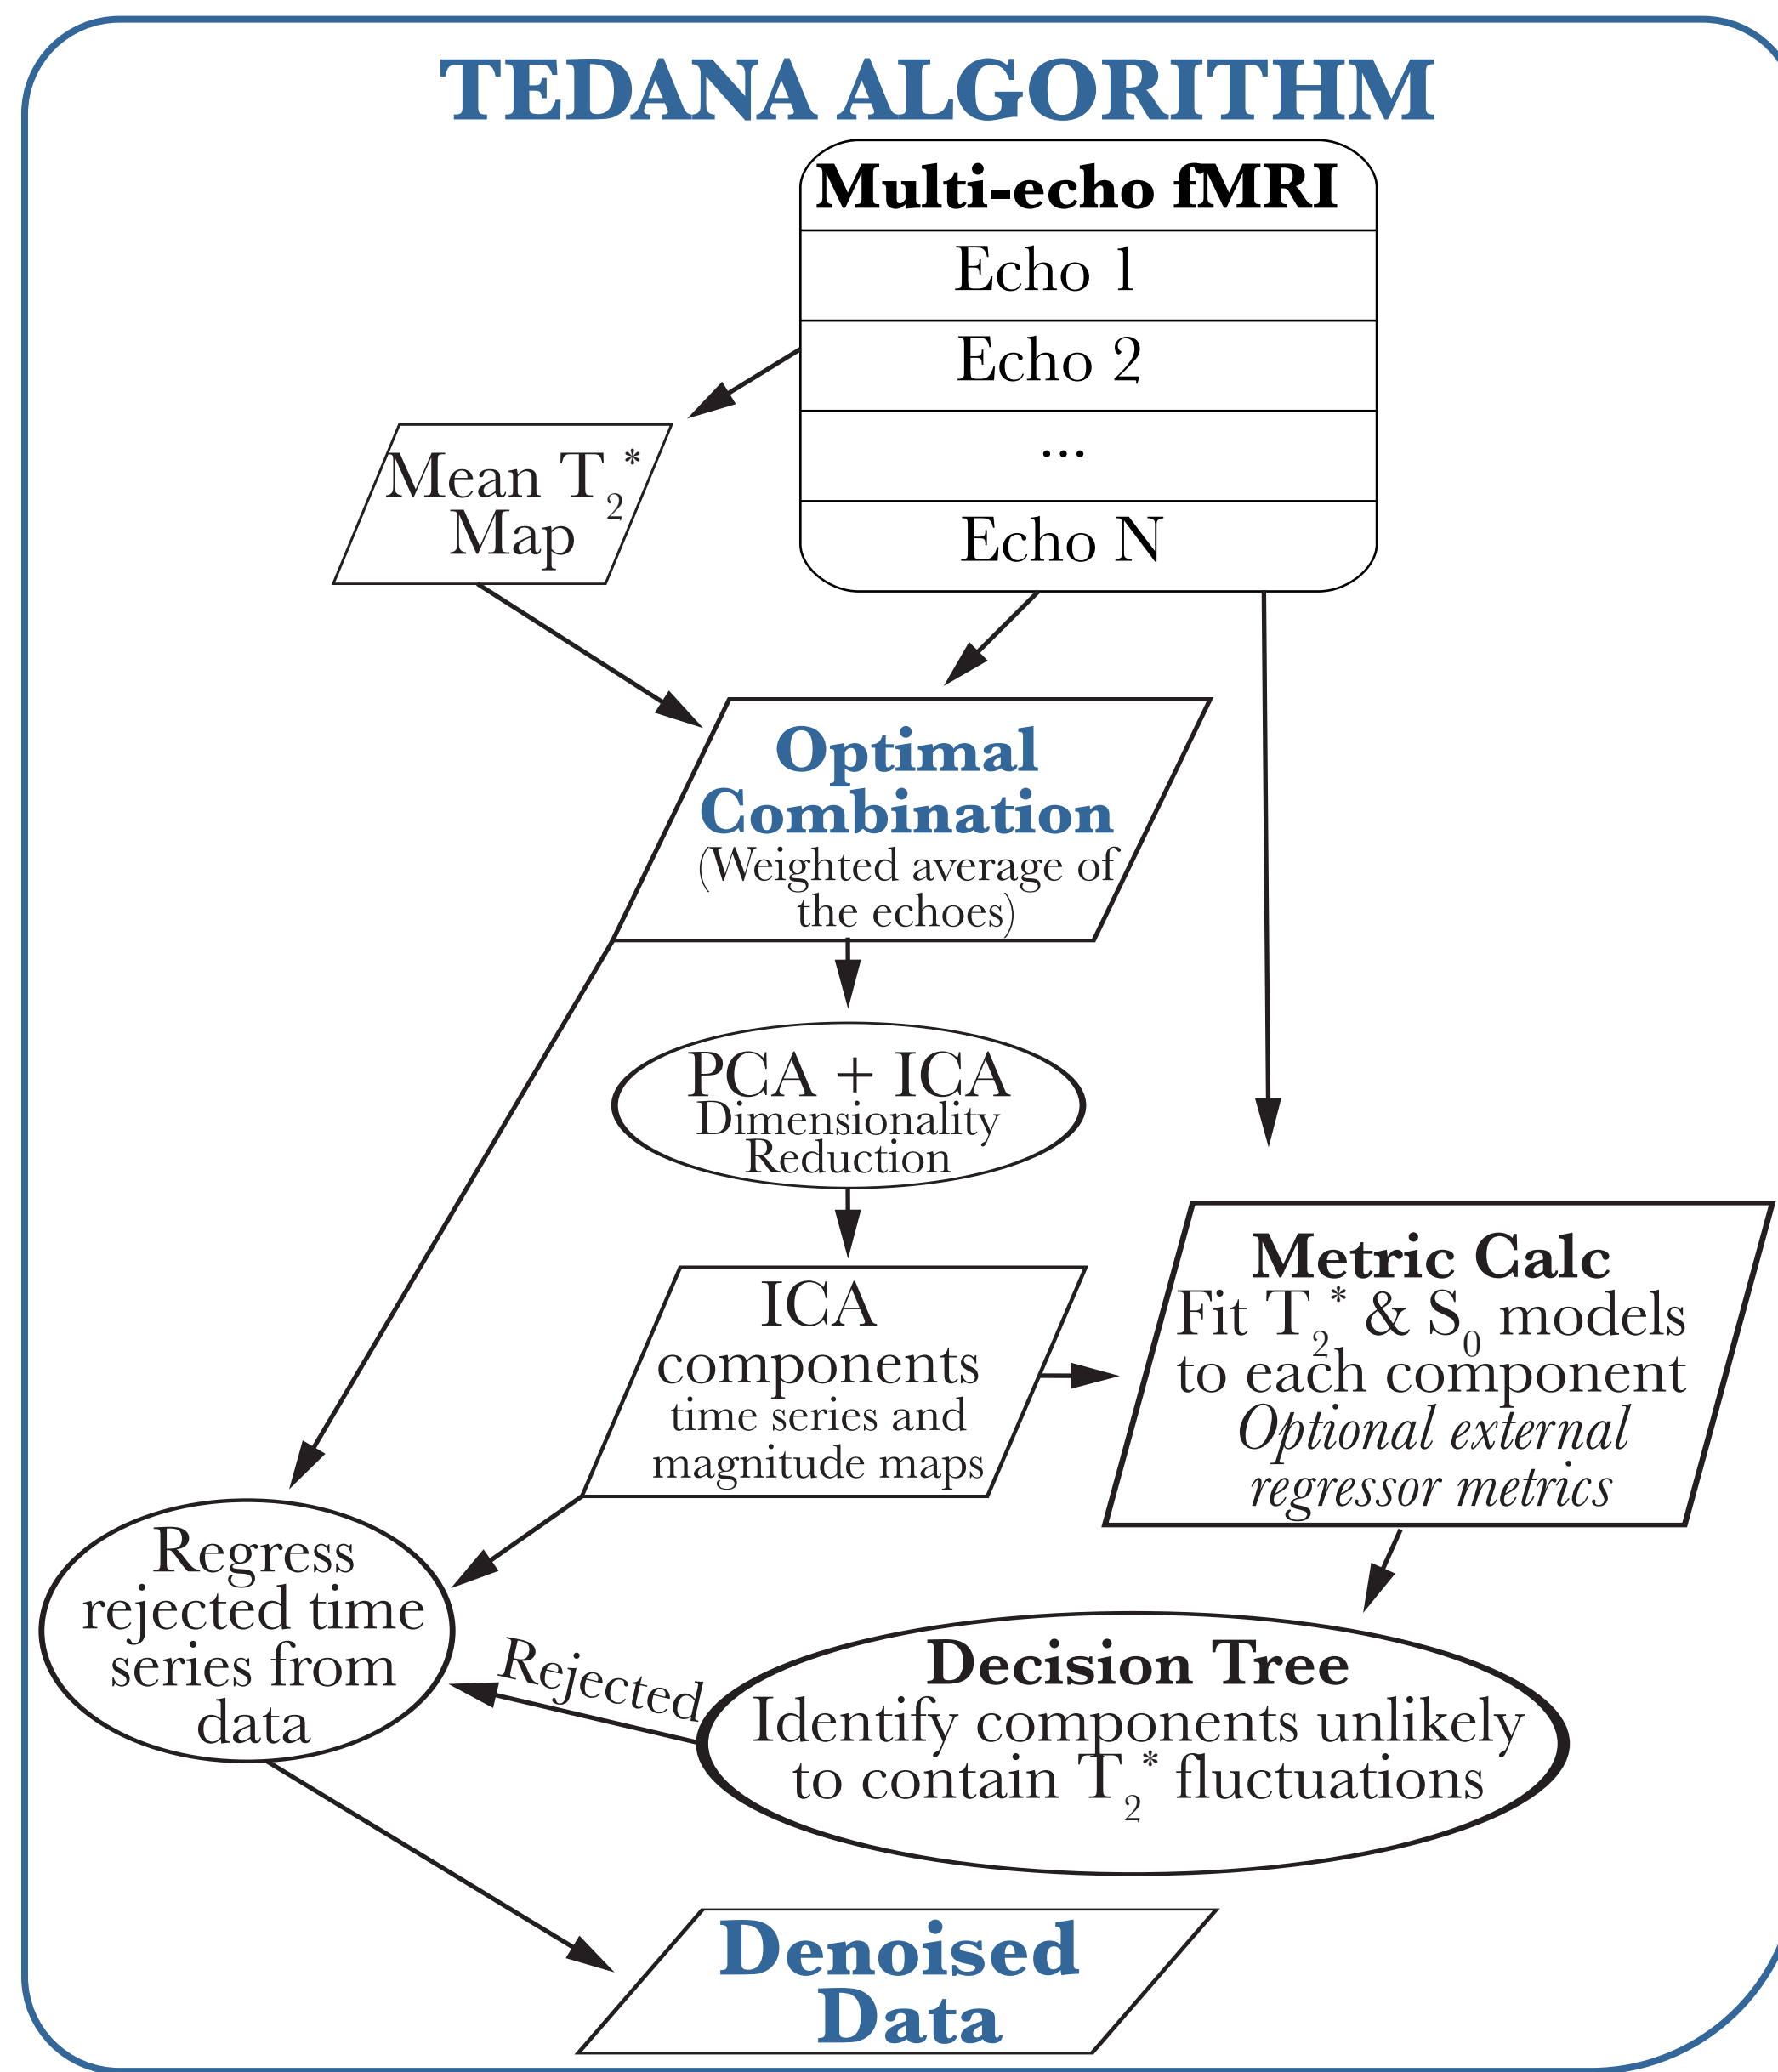 TEDANA ALGORITHM
Multi-echo fMRI
Echo 1
Echo 2
...
Echo N
Mean T₂*
Map
Optimal
Combination
(Weighted average of
the echoes)
PCA + ICA
Dimensionality
Reduction
ICA
components
time series and
magnitude maps
Metric Calc
Fit T₂* & S₀ models
to each component
Optional external
regressor metrics
Regress
rejected time
series from
data
Rejected
Decision Tree
Identify components unlikely
to contain T₂* fluctuations
Denoised
Data